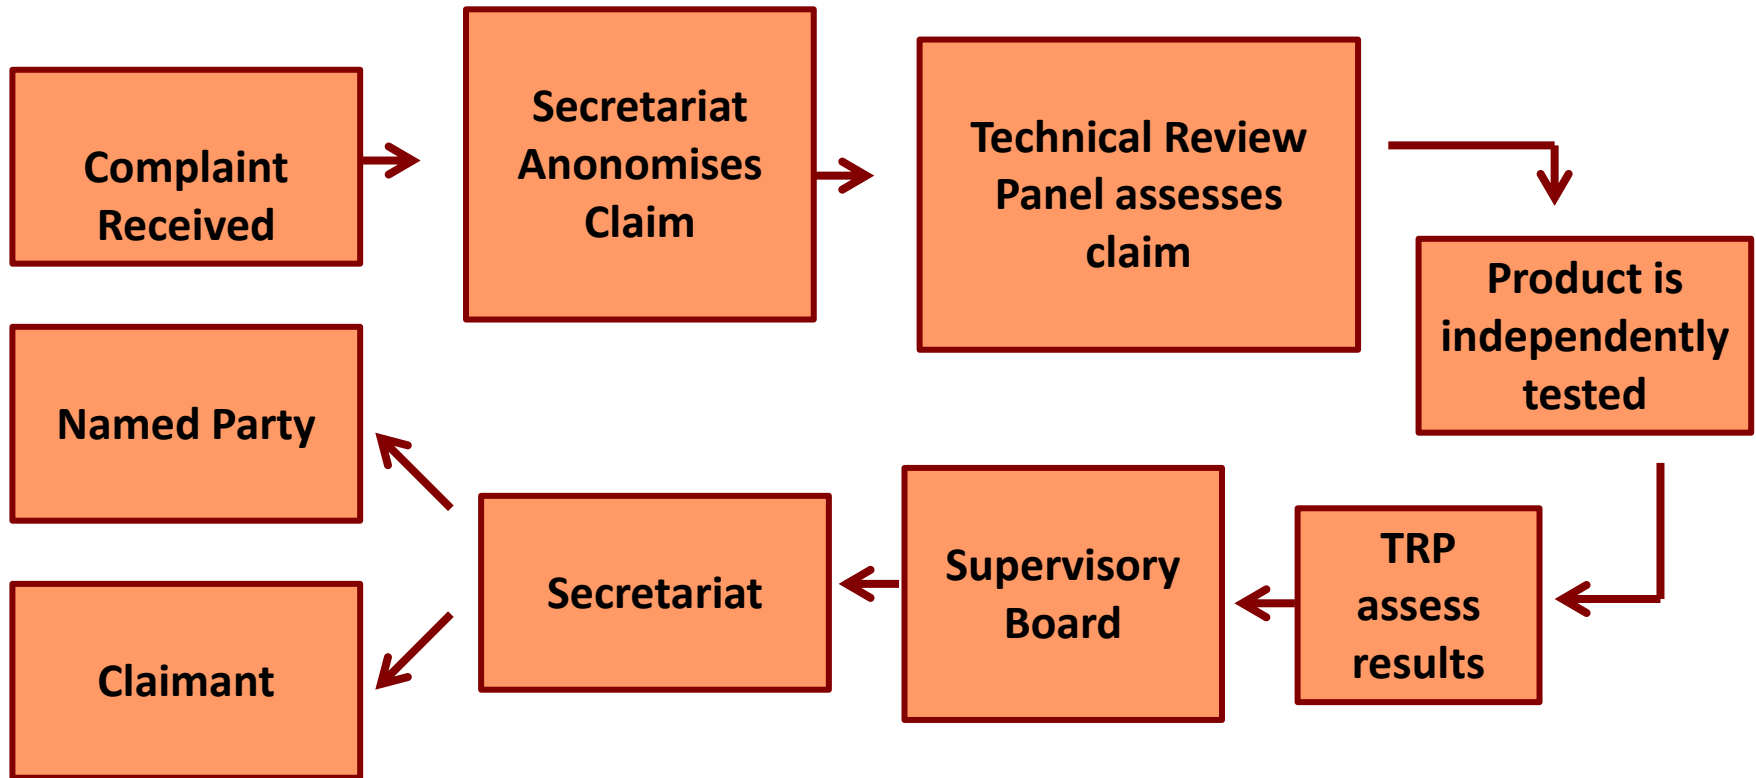 Complaint
Received
Secretariat
Anonomises
Claim
Technical Review
Panel assesses
claim
Product is
independently
tested
TRP
assess
results
Supervisory
Board
Secretariat
Named Party
Claimant